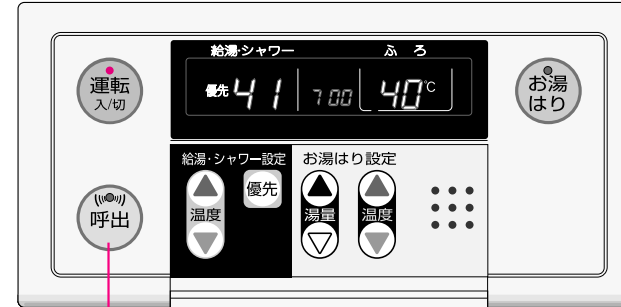 給湯・シャワー ふろ
運転
入/切
優先 41 7:00 40℃
お湯
はり
給湯・シャワー設定 お湯はり設定
優先
温度 湯量 温度
呼出